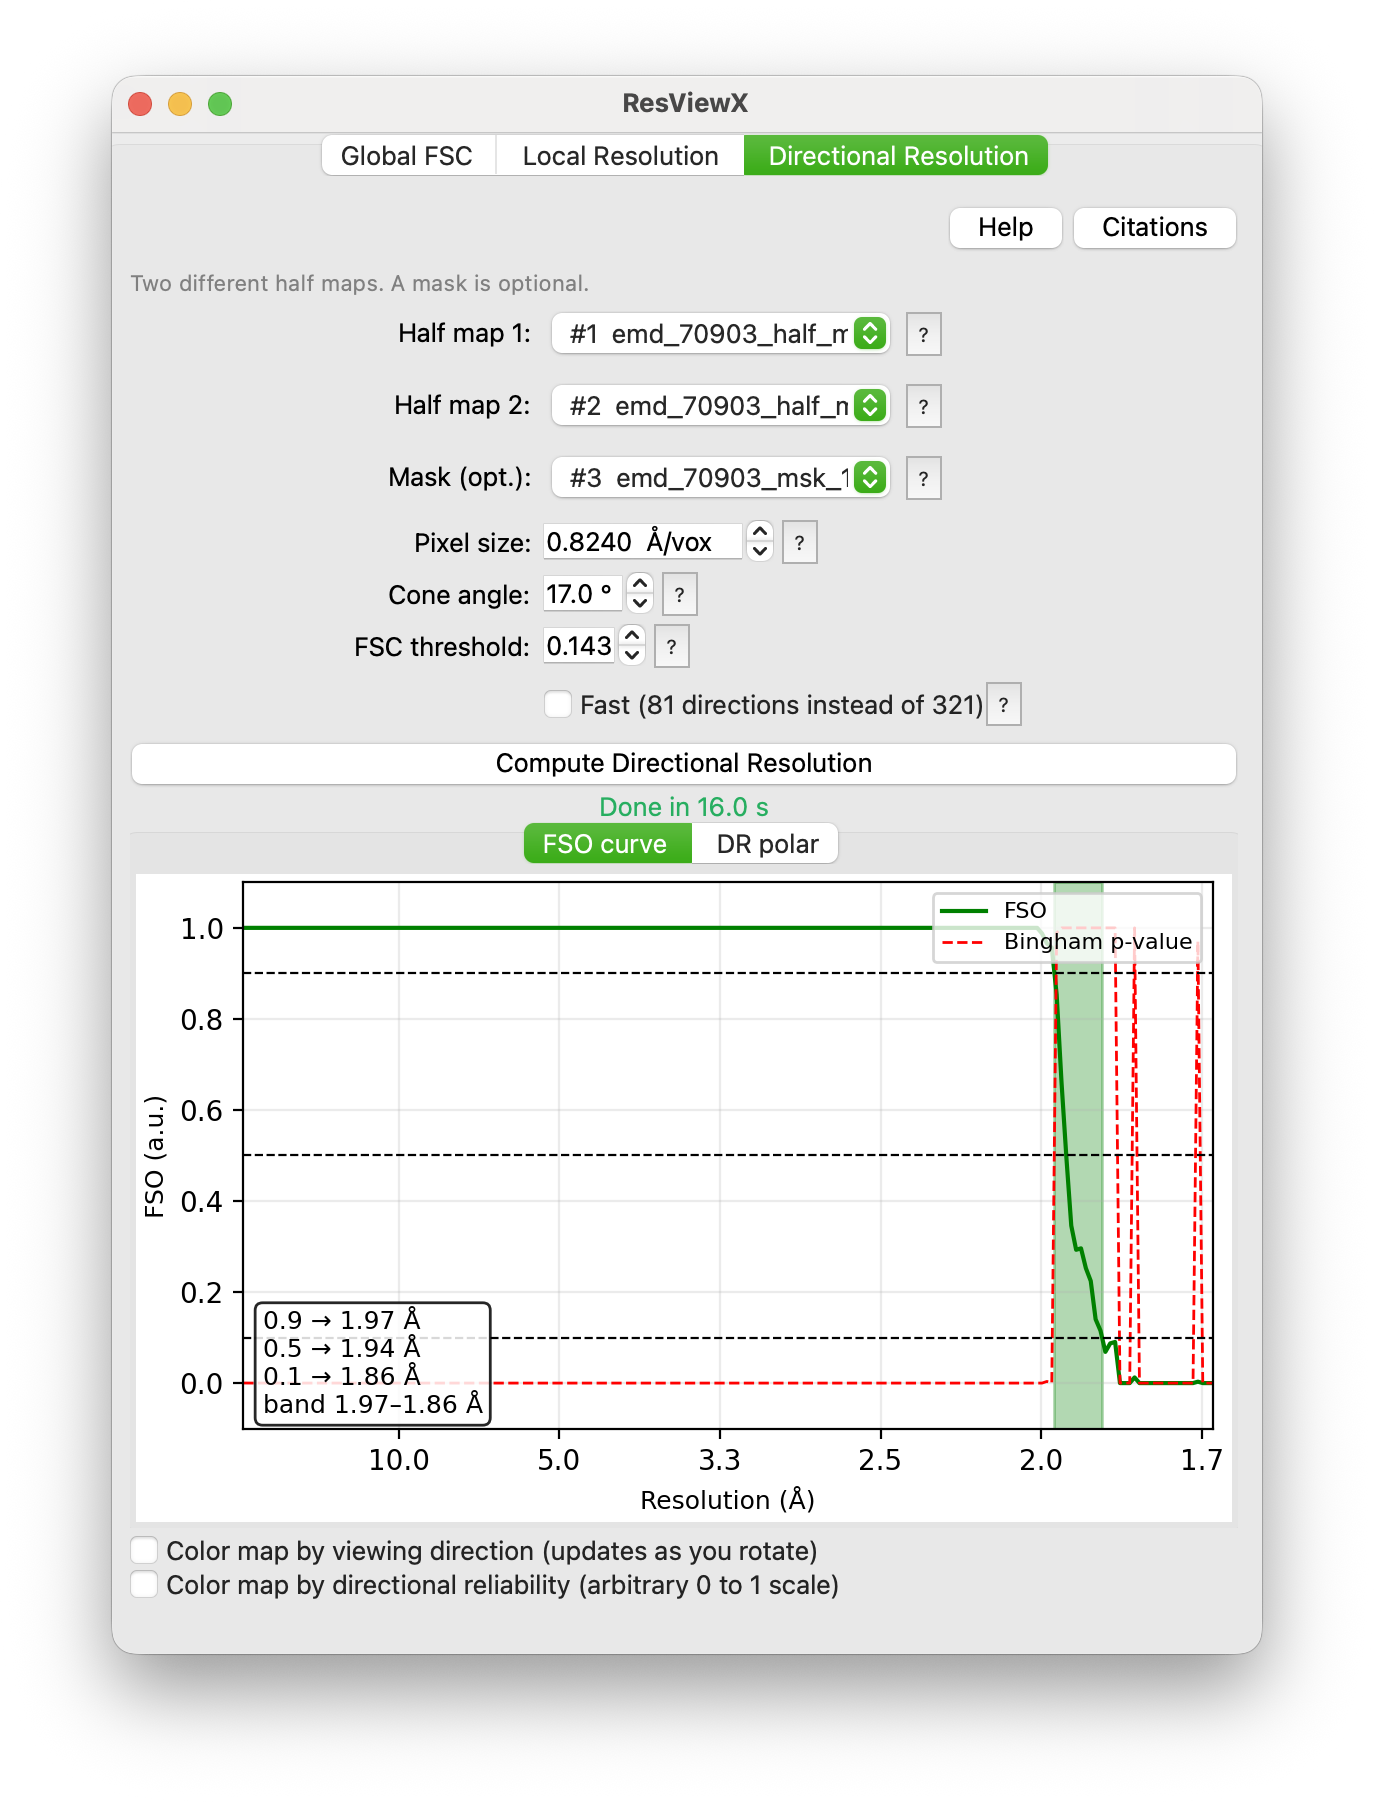 ResViewX
Global FSC Local Resolution Directional Resolution
Help Citations
Two different half maps. A mask is optional.
Half map 1: #1 emd_70903_half_m ?
Half map 2: #2 emd_70903_half_m ?
Mask (opt.): #3 emd_70903_msk_1 ?
Pixel size: 0.8240 Å/vox ?
Cone angle: 17.0 ° ?
FSC threshold: 0.143 ?
Fast (81 directions instead of 321) ?
Compute Directional Resolution
Done in 16.0 s
FSO curve DR polar
FSO
Bingham p-value
1.0
0.8
0.6
0.4
0.2
0.0
FSO (a.u.)
0.9 → 1.97 Å
0.5 → 1.94 Å
0.1 → 1.86 Å
band 1.97–1.86 Å
10.0 5.0 3.3 2.5 2.0 1.7
Resolution (Å)
Color map by viewing direction (updates as you rotate)
Color map by directional reliability (arbitrary 0 to 1 scale)